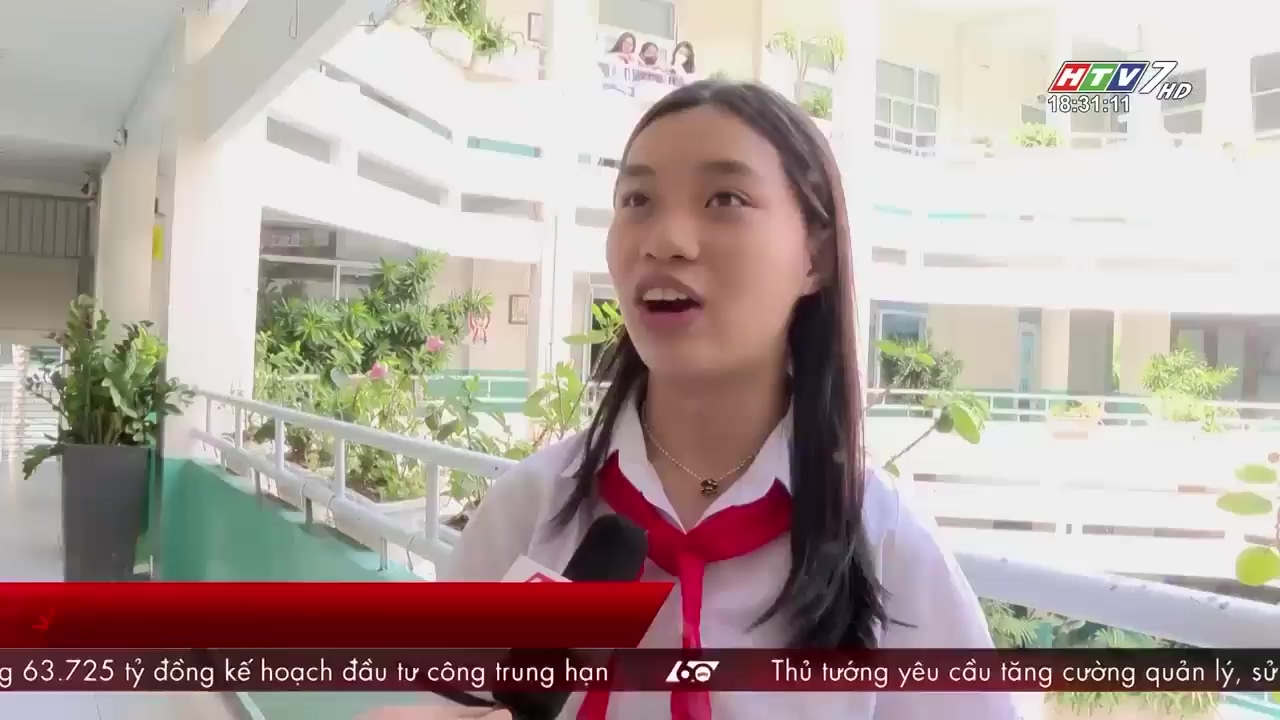 HTV7 HD
18:31:11
63.725 tỷ đồng kế hoạch đầu tư công trung hạn
Thủ tướng yêu cầu tăng cường quản lý, sử